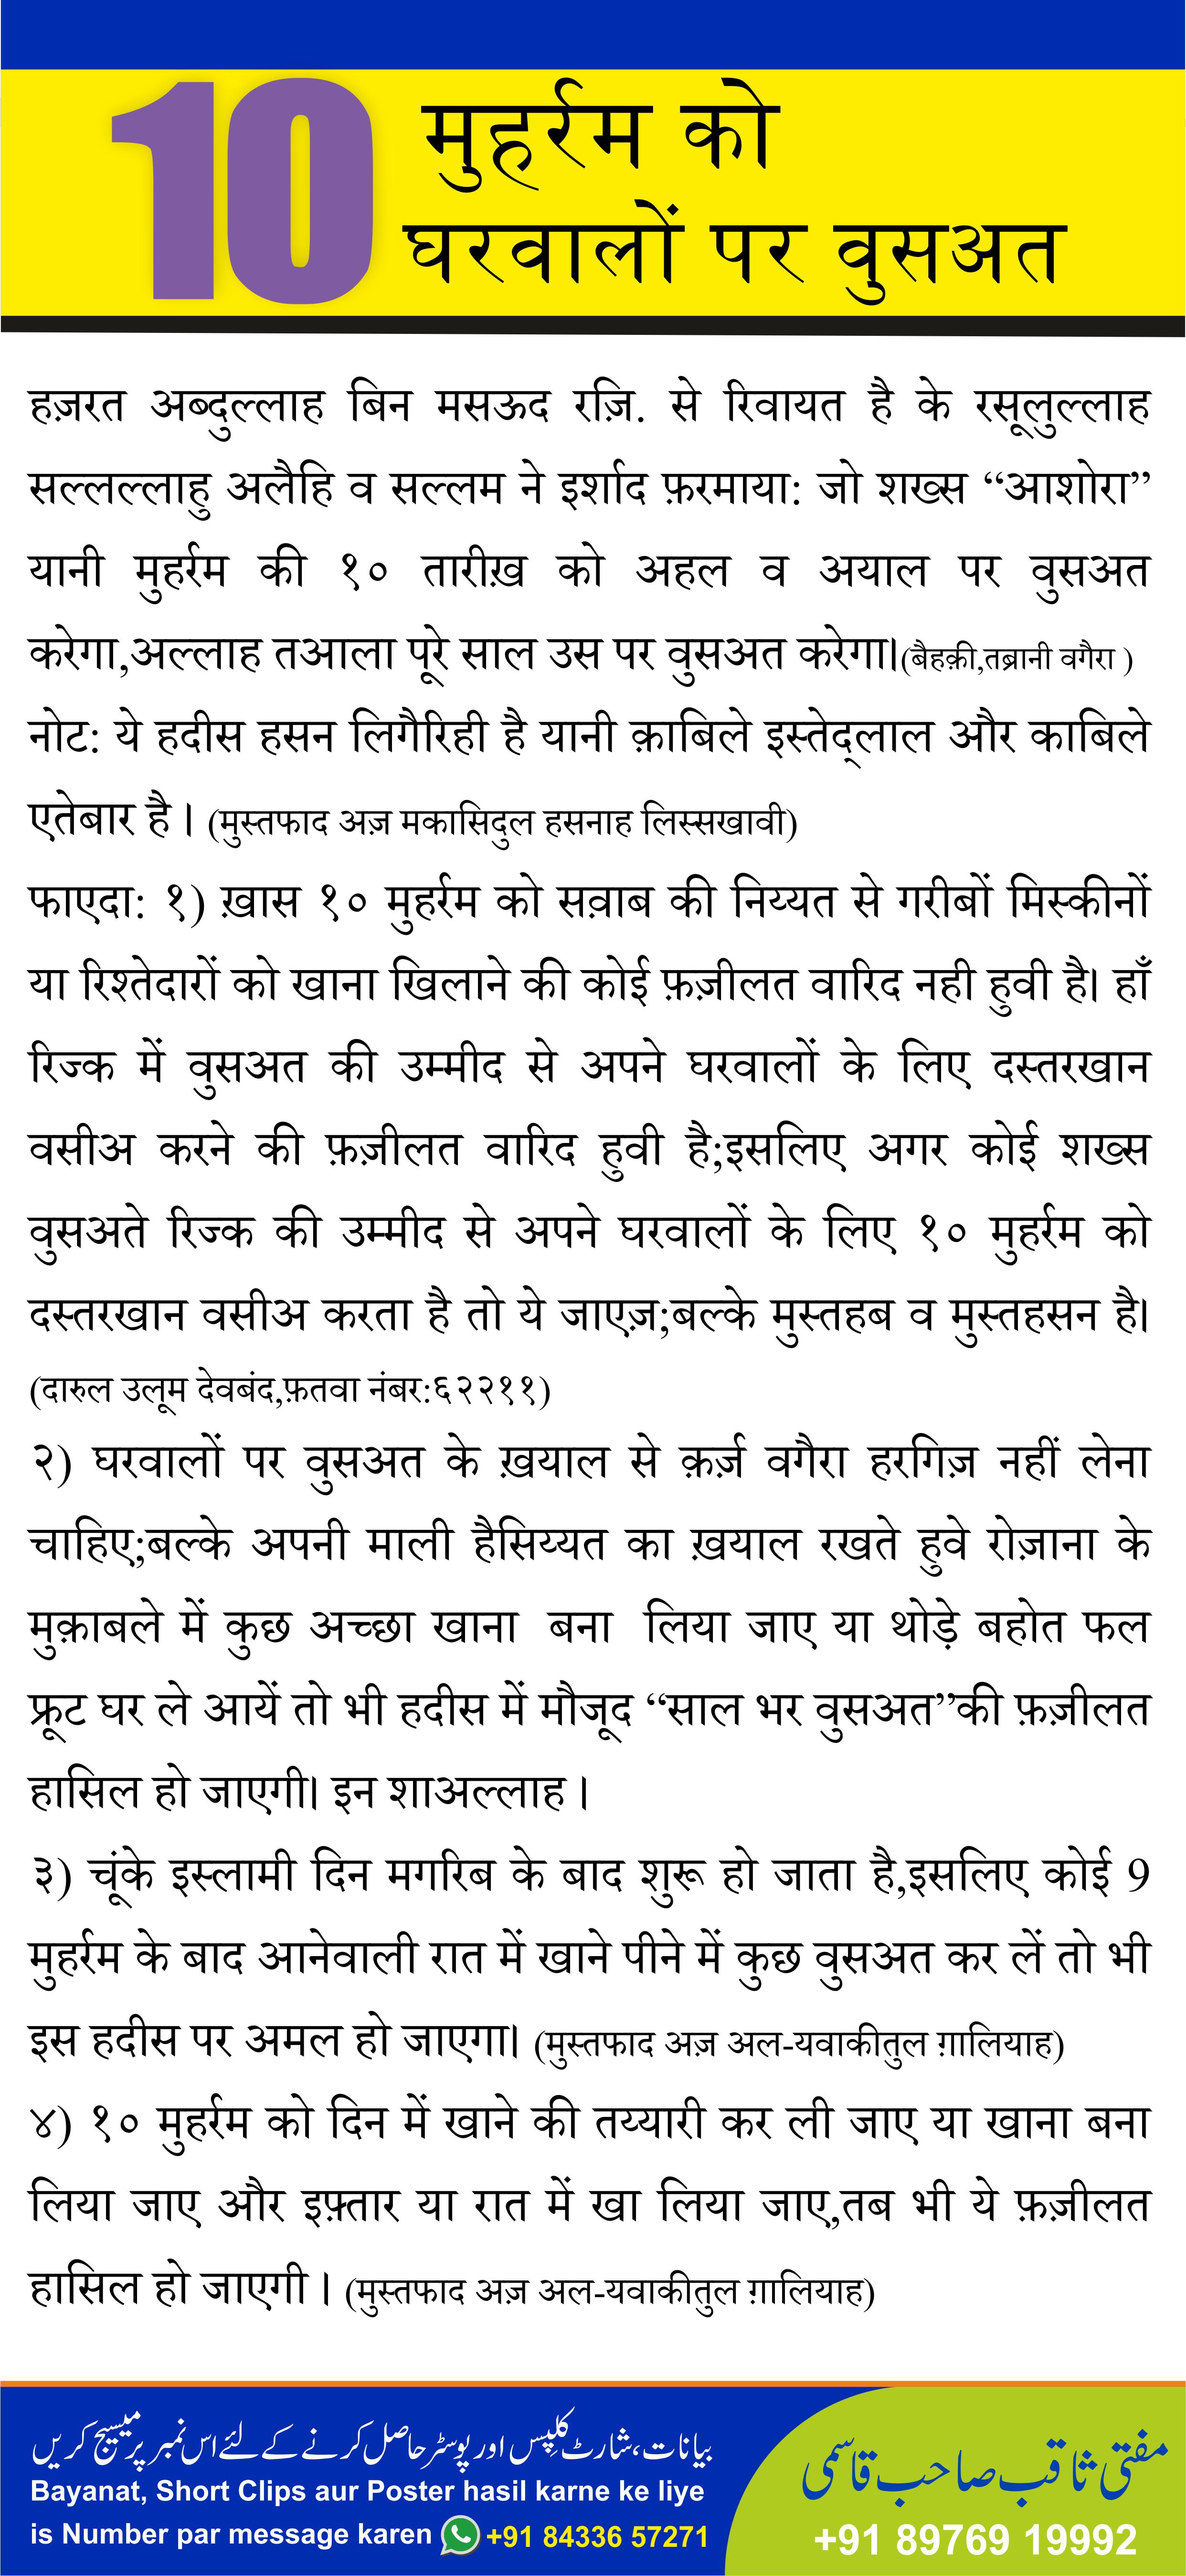 10 मुहर्रम को
घरवालों पर वुसअत
हज़रत अब्दुल्लाह बिन मसऊद रज़ि. से रिवायत है के रसूलुल्लाह
सल्लल्लाहु अलैहि व सल्लम ने इर्शाद फ़रमाया: जो शख्स “आशोरा”
यानी मुहर्रम की १० तारीख़ को अहल व अयाल पर वुसअत
करेगा,अल्लाह तआला पूरे साल उस पर वुसअत करेगा।(बैहक़ी,तब्रानी वगैरा )
नोट: ये हदीस हसन लिगैरिही है यानी क़ाबिले इस्तेद्लाल और काबिले
एतेबार है। (मुस्तफाद अज़ मकासिदुल हसनाह लिस्सखावी)
फाएदा: १) ख़ास १० मुहर्रम को सव़ाब की निय्यत से गरीबों मिस्कीनों
या रिश्तेदारों को खाना खिलाने की कोई फ़ज़ीलत वारिद नही हुवी है। हाँ
रिज्क में वुसअत की उम्मीद से अपने घरवालों के लिए दस्तरखान
वसीअ करने की फ़ज़ीलत वारिद हुवी है;इसलिए अगर कोई शख्स
वुसअते रिज्क की उम्मीद से अपने घरवालों के लिए १० मुहर्रम को
दस्तरखान वसीअ करता है तो ये जाएज़;बल्के मुस्तहब व मुस्तहसन है।
(दारुल उलूम देवबंद,फ़तवा नंबर:६२२११)
२) घरवालों पर वुसअत के ख़याल से क़र्ज़ वगैरा हरगिज़ नहीं लेना
चाहिए;बल्के अपनी माली हैसिय्यत का ख़याल रखते हुवे रोज़ाना के
मुक़ाबले में कुछ अच्छा खाना बना लिया जाए या थोड़े बहोत फल
फ्रूट घर ले आयें तो भी हदीस में मौजूद “साल भर वुसअत”की फ़ज़ीलत
हासिल हो जाएगी। इन शाअल्लाह।
३) चूंके इस्लामी दिन मगरिब के बाद शुरू हो जाता है,इसलिए कोई 9
मुहर्रम के बाद आनेवाली रात में खाने पीने में कुछ वुसअत कर लें तो भी
इस हदीस पर अमल हो जाएगा। (मुस्तफाद अज़ अल-यवाकीतुल ग़ालियाह)
४) १० मुहर्रम को दिन में खाने की तय्यारी कर ली जाए या खाना बना
लिया जाए और इफ़्तार या रात में खा लिया जाए,तब भी ये फ़ज़ीलत
हासिल हो जाएगी। (मुस्तफाद अज़ अल-यवाकीतुल ग़ालियाह)
بیانات،شارٹ کلپس اور پوسٹر حاصل کرنے کے لئے اس نمبر پر میسیج کریں
Bayanat, Short Clips aur Poster hasil karne ke liye
is Number par message karen +91 84336 57271
مفتی ثاقب صاحب قاسمی
+91 89769 19992